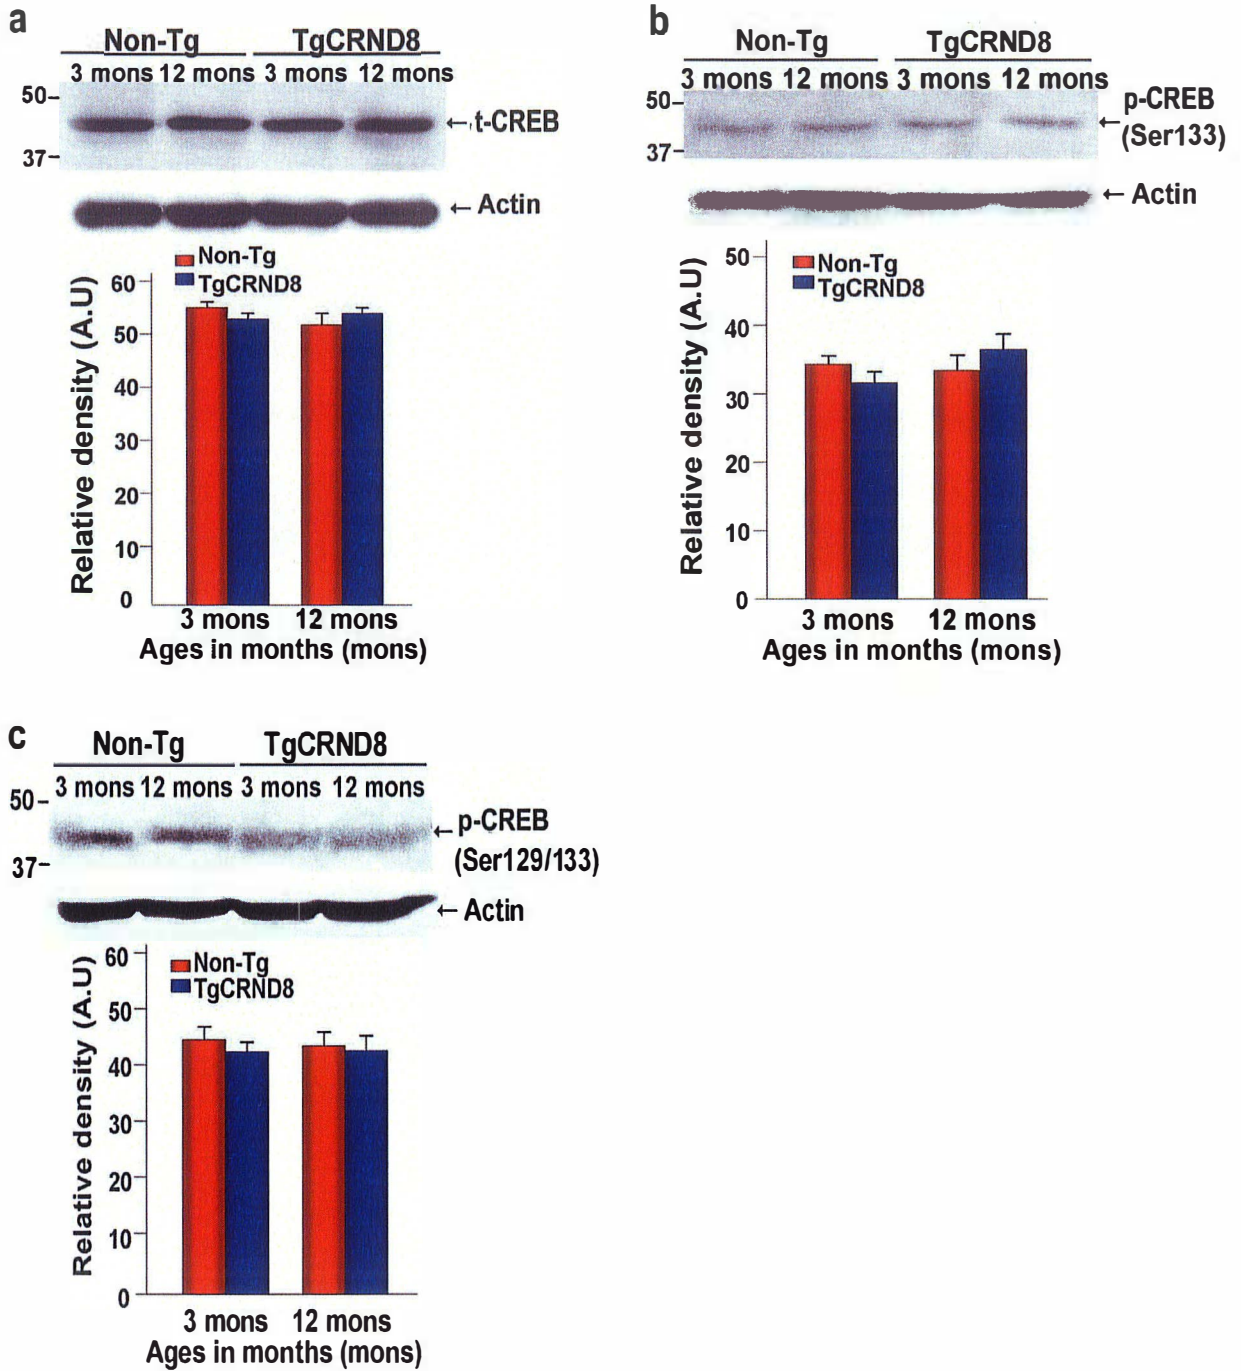 a
Non-Tg TgCRND8
3 mons 12 mons 3 mons 12 mons
50
←t-CREB
37
← Actin
Non-Tg
TgCRND8
60
50
40
30
20
10
0
Relative density (A.U)
3 mons 12 mons
Ages in months (mons)
b
Non-Tg TgCRND8
3 mons 12 mons 3 mons 12 mons
50
← p-CREB
(Ser133)
37
← Actin
Non-Tg
TgCRND8
50
40
30
20
10
0
Relative density (A.U)
3 mons 12 mons
Ages in months (mons)
c
Non-Tg TgCRND8
3 mons 12 mons 3 mons 12 mons
50
← p-CREB
(Ser129/133)
37
← Actin
Non-Tg
TgCRND8
60
50
40
30
20
10
0
Relative density (A.U)
3 mons 12 mons
Ages in months (mons)